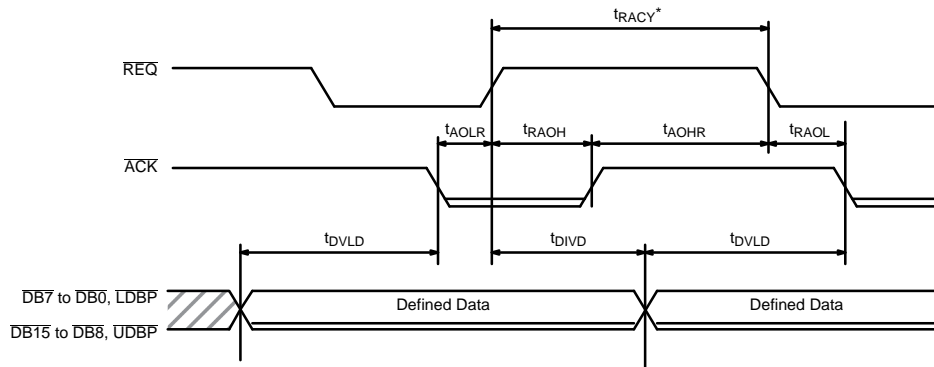 tRACY*
REQ
tAOLR tRAOH tAOHR tRAOL
ACK
tDVLD tDIVD tDVLD
DB7 to DB0, LDBP Defined Data Defined Data
DB15 to DB8, UDBP